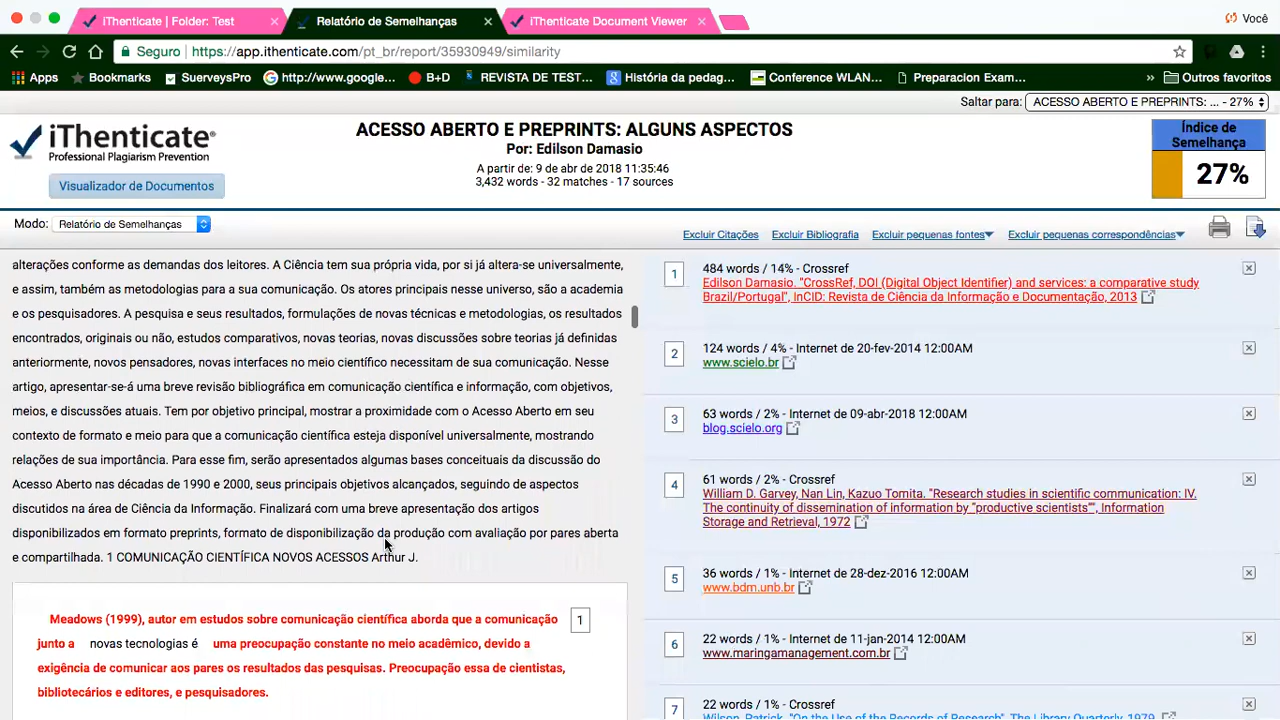 iThenticate | Folder: Test
Relatório de Semelhanças
iThenticate Document Viewer
Você
Seguro
https://app.ithenticate.com/pt_br/report/35930949/similarity
Apps
Bookmarks
SuerveysPro
http://www.google...
B+D
REVISTA DE TEST...
História da pedag...
Conference WLAN...
Preparacion Exam...
»
Outros favoritos
Saltar para:
ACESSO ABERTO E PREPRINTS: ... - 27%
iThenticate®
Professional Plagiarism Prevention
Visualizador de Documentos
ACESSO ABERTO E PREPRINTS: ALGUNS ASPECTOS
Por: Edilson Damasio
A partir de: 9 de abr de 2018 11:35:46
3,432 words - 32 matches - 17 sources
Índice de
Semelhança
27%
Modo:
Relatório de Semelhanças
Excluir Citações
Excluir Bibliografia
Excluir pequenas fontes
Excluir pequenas correspondências
alterações conforme as demandas dos leitores. A Ciência tem sua própria vida, por si já altera-se universalmente,
e assim, também as metodologias para a sua comunicação. Os atores principais nesse universo, são a academia
e os pesquisadores. A pesquisa e seus resultados, formulações de novas técnicas e metodologias, os resultados
encontrados, originais ou não, estudos comparativos, novas teorias, novas discussões sobre teorias já definidas
anteriormente, novos pensadores, novas interfaces no meio científico necessitam de sua comunicação. Nesse
artigo, apresentar-se-á uma breve revisão bibliográfica em comunicação científica e informação, com objetivos,
meios, e discussões atuais. Tem por objetivo principal, mostrar a proximidade com o Acesso Aberto em seu
contexto de formato e meio para que a comunicação científica esteja disponível universalmente, mostrando
relações de sua importância. Para esse fim, serão apresentados algumas bases conceituais da discussão do
Acesso Aberto nas décadas de 1990 e 2000, seus principais objetivos alcançados, seguindo de aspectos
discutidos na área de Ciência da Informação. Finalizará com uma breve apresentação dos artigos
disponibilizados em formato preprints, formato de disponibilização da produção com avaliação por pares aberta
e compartilhada. 1 COMUNICAÇÃO CIENTÍFICA NOVOS ACESSOS Arthur J.
Meadows (1999), autor em estudos sobre comunicação científica aborda que a comunicação
1
junto a novas tecnologias é uma preocupação constante no meio acadêmico, devido a
exigência de comunicar aos pares os resultados das pesquisas. Preocupação essa de cientistas,
bibliotecários e editores, e pesquisadores.
1
484 words / 14% - Crossref
Edilson Damasio. "CrossRef, DOI (Digital Object Identifier) and services: a comparative study
Brazil/Portugal", InCID: Revista de Ciência da Informação e Documentação, 2013
2
124 words / 4% - Internet de 20-fev-2014 12:00AM
www.scielo.br
3
63 words / 2% - Internet de 09-abr-2018 12:00AM
blog.scielo.org
4
61 words / 2% - Crossref
William D. Garvey, Nan Lin, Kazuo Tomita. "Research studies in scientific communication: IV.
The continuity of dissemination of information by "productive scientists"", Information
Storage and Retrieval, 1972
5
36 words / 1% - Internet de 28-dez-2016 12:00AM
www.bdm.unb.br
6
22 words / 1% - Internet de 11-jan-2014 12:00AM
www.maringamanagement.com.br
7
22 words / 1% - Crossref
Wilson, Patrick. "On the Use of the Records of Research", The Library Quarterly, 1979